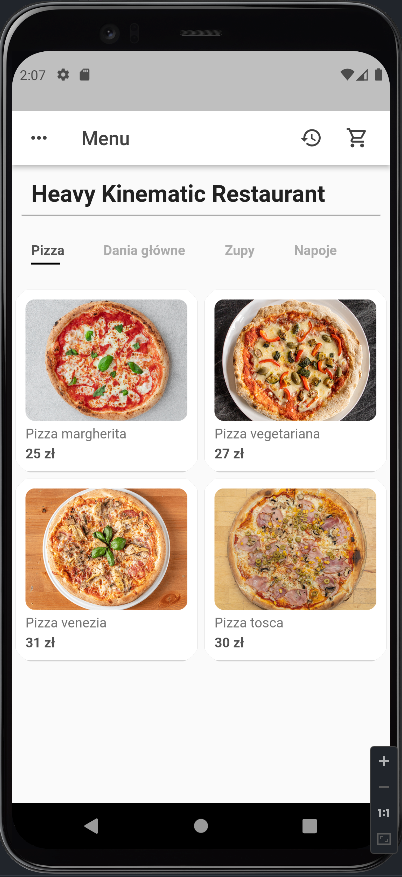 2:07
Menu
Heavy Kinematic Restaurant
Pizza Dania główne Zupy Napoje
Pizza margherita Pizza vegetariana
25 zł 27 zł
Pizza venezia Pizza tosca
31 zł 30 zł
1:1